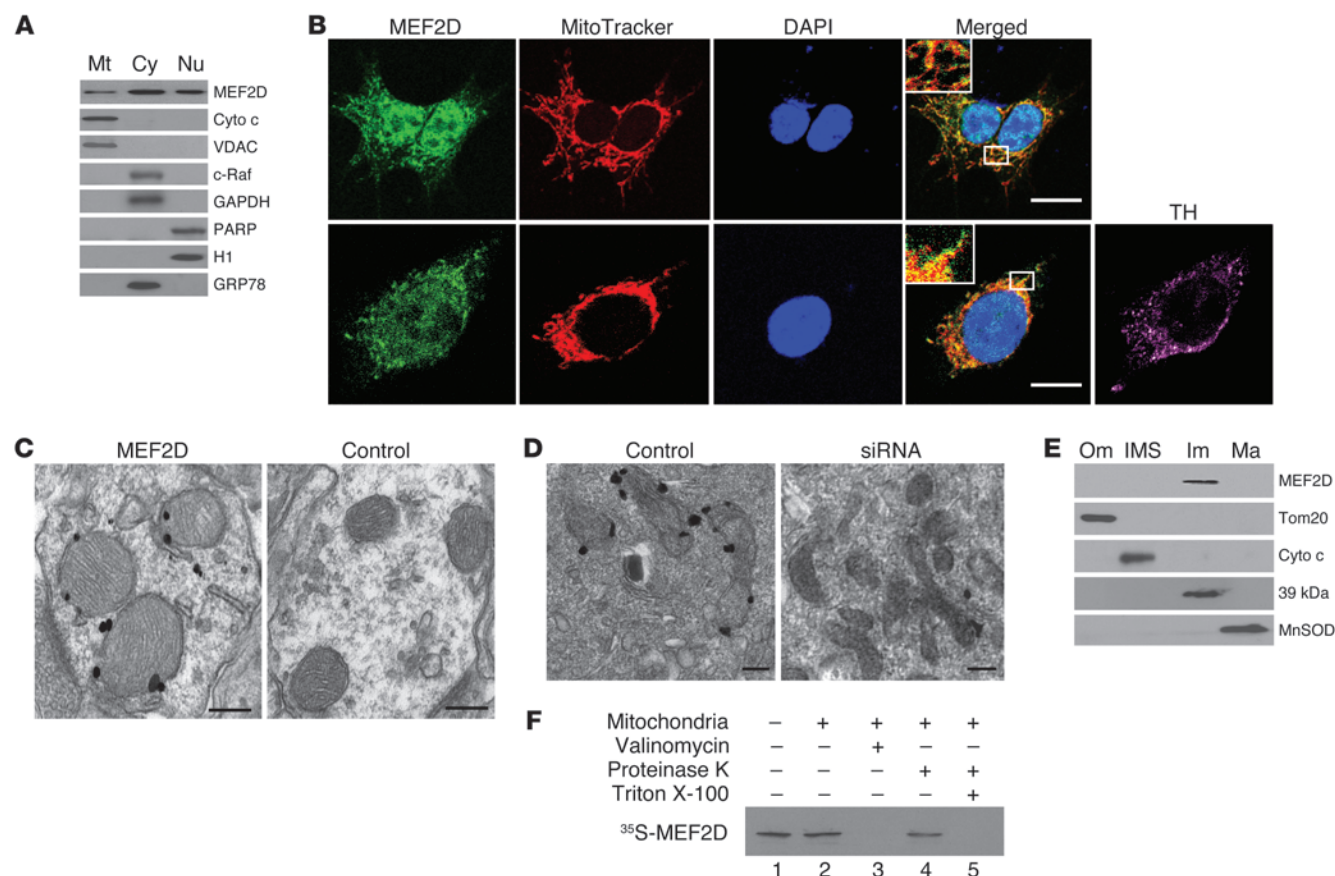 A
Mt Cy Nu
MEF2D
Cyto c
VDAC
c-Raf
GAPDH
PARP
H1
GRP78
B
MEF2D MitoTracker DAPI Merged
TH
C
MEF2D Control
D
Control siRNA
E
Om IMS Im Ma
MEF2D
Tom20
Cyto c
39 kDa
MnSOD
F
Mitochondria − + + + +
Valinomycin − − + − −
Proteinase K − − − + +
Triton X-100 − − − − +
³⁵S-MEF2D
1 2 3 4 5